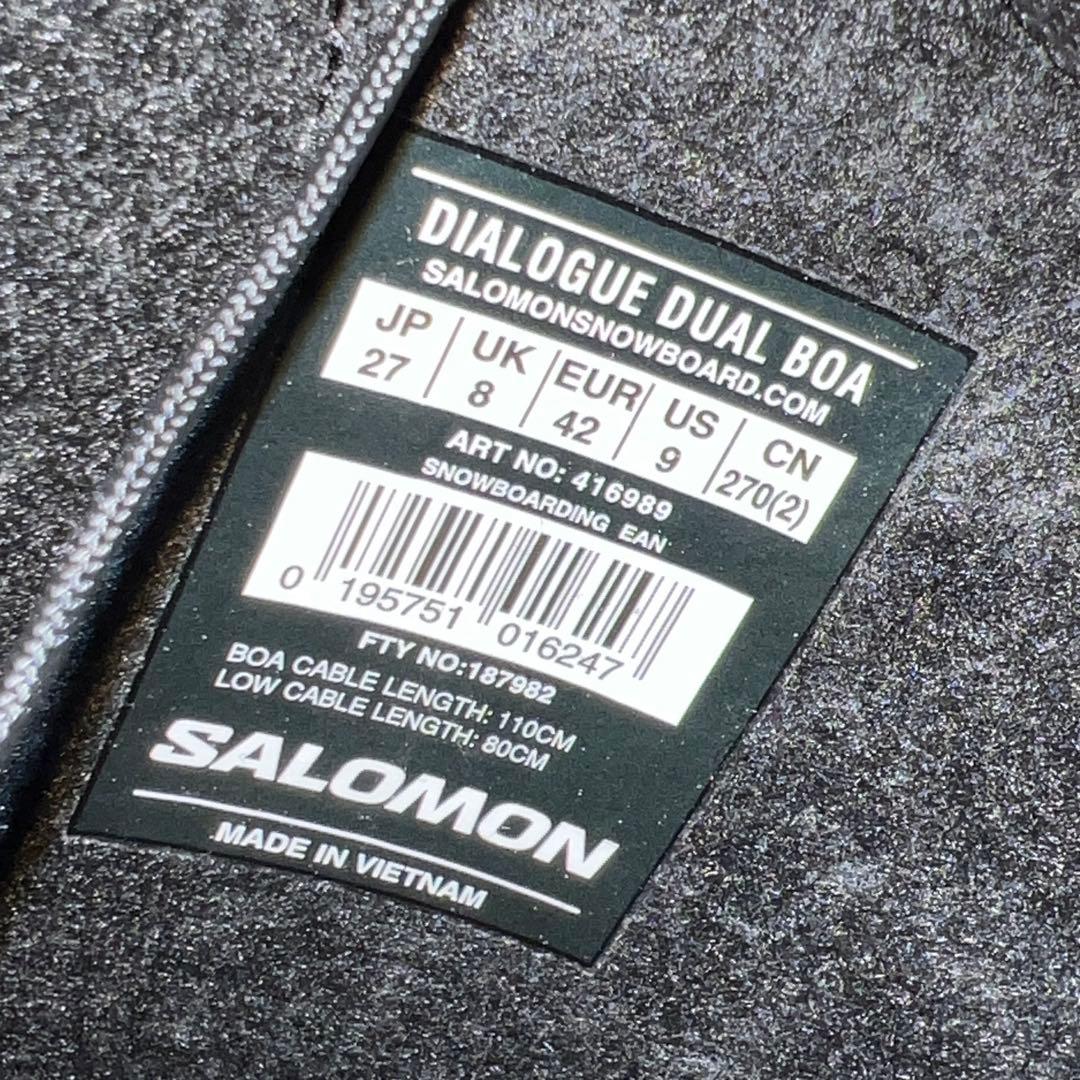 DIALOGUE DUAL BOA
SALOMONSNOWBOARD.COM
JP UK EUR US CN
27 8 42 9 270(2)
ART NO: 416989
SNOWBOARDING EAN
0 195751 016247
FTY NO:187982
BOA CABLE LENGTH: 110CM
LOW CABLE LENGTH: 80CM
SALOMON
MADE IN VIETNAM